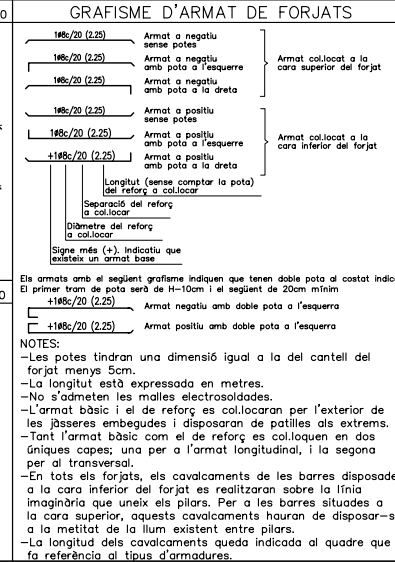 0
GRAFISME D'ARMAT DE FORJATS
1ø8c/20 (2.25) Armat a negatiu
sense potes
1ø8c/20 (2.25) Armat a negatiu
amb pota a l'esquerre
1ø8c/20 (2.25) Armat a negatiu
amb pota a la dreta
Armat col.locat a la
cara superior del forjat
1ø8c/20 (2.25) Armat a positiu
sense potes
1ø8c/20 (2.25) Armat a positiu
amb pota a l'esquerre
+1ø8c/20 (2.25) Armat a positiu
amb pota a la dreta
Armat col.locat a la
cara inferior del forjat
Longitut (sense comptar la pota)
del reforç a col.locar
Separació del reforç
a col.locar
Diàmetre del reforç
a col.locar
Signe més (+). Indicatiu que
existeix un armat base
Els armats amb el següent grafisme indiquen que tenen doble pota al costat indic
El primer tram de pota serà de H-10cm i el següent de 20cm mínim
0
+1ø8c/20 (2.25) Armat negatiu amb doble pota a l'esquerra
+1ø8c/20 (2.25) Armat positiu amb doble pota a l'esquerra
NOTES:
-Les potes tindran una dimensió igual a la del cantell del
forjat menys 5cm.
-La longitut està expressada en metres.
-No s'admeten les malles electrosoldades.
-L'armat bàsic i el de reforç es col.locaran per l'exterior de
les jàsseres embegudes i disposaran de patilles als extrems.
-Tant l'armat bàsic com el de reforç es col.loquen en dos
úniques capes; una per a l'armat longitudinal, i la segona
per al transversal.
-En tots els forjats, els cavalcaments de les barres disposade
a la cara inferior del forjat es realitzaran sobre la línia
imaginària que uneix els pilars. Per a les barres situades a
la cara superior, aquests cavalcaments hauran de disposar-s
a la metitat de la llum existent entre pilars.
-La longitud dels cavalcaments queda indicada al quadre que
fa referència al tipus d'armadures.